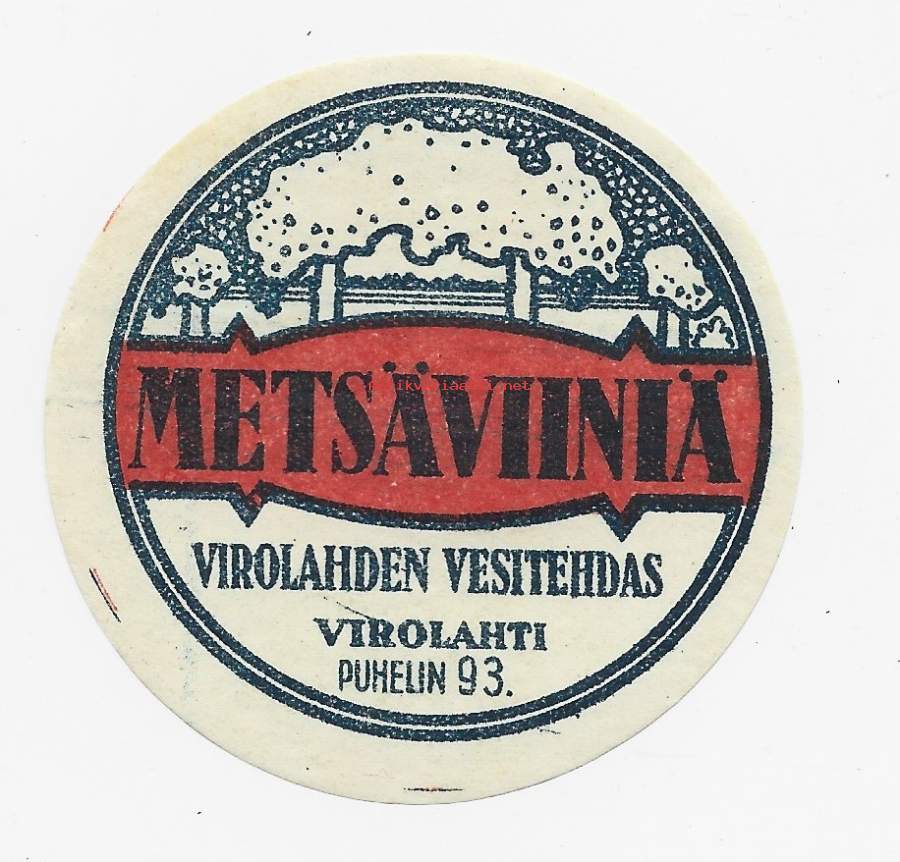 METSÄVIINIÄ
VIROLAHDEN VESITEHDAS
VIROLAHTI
PUHELIN 93.